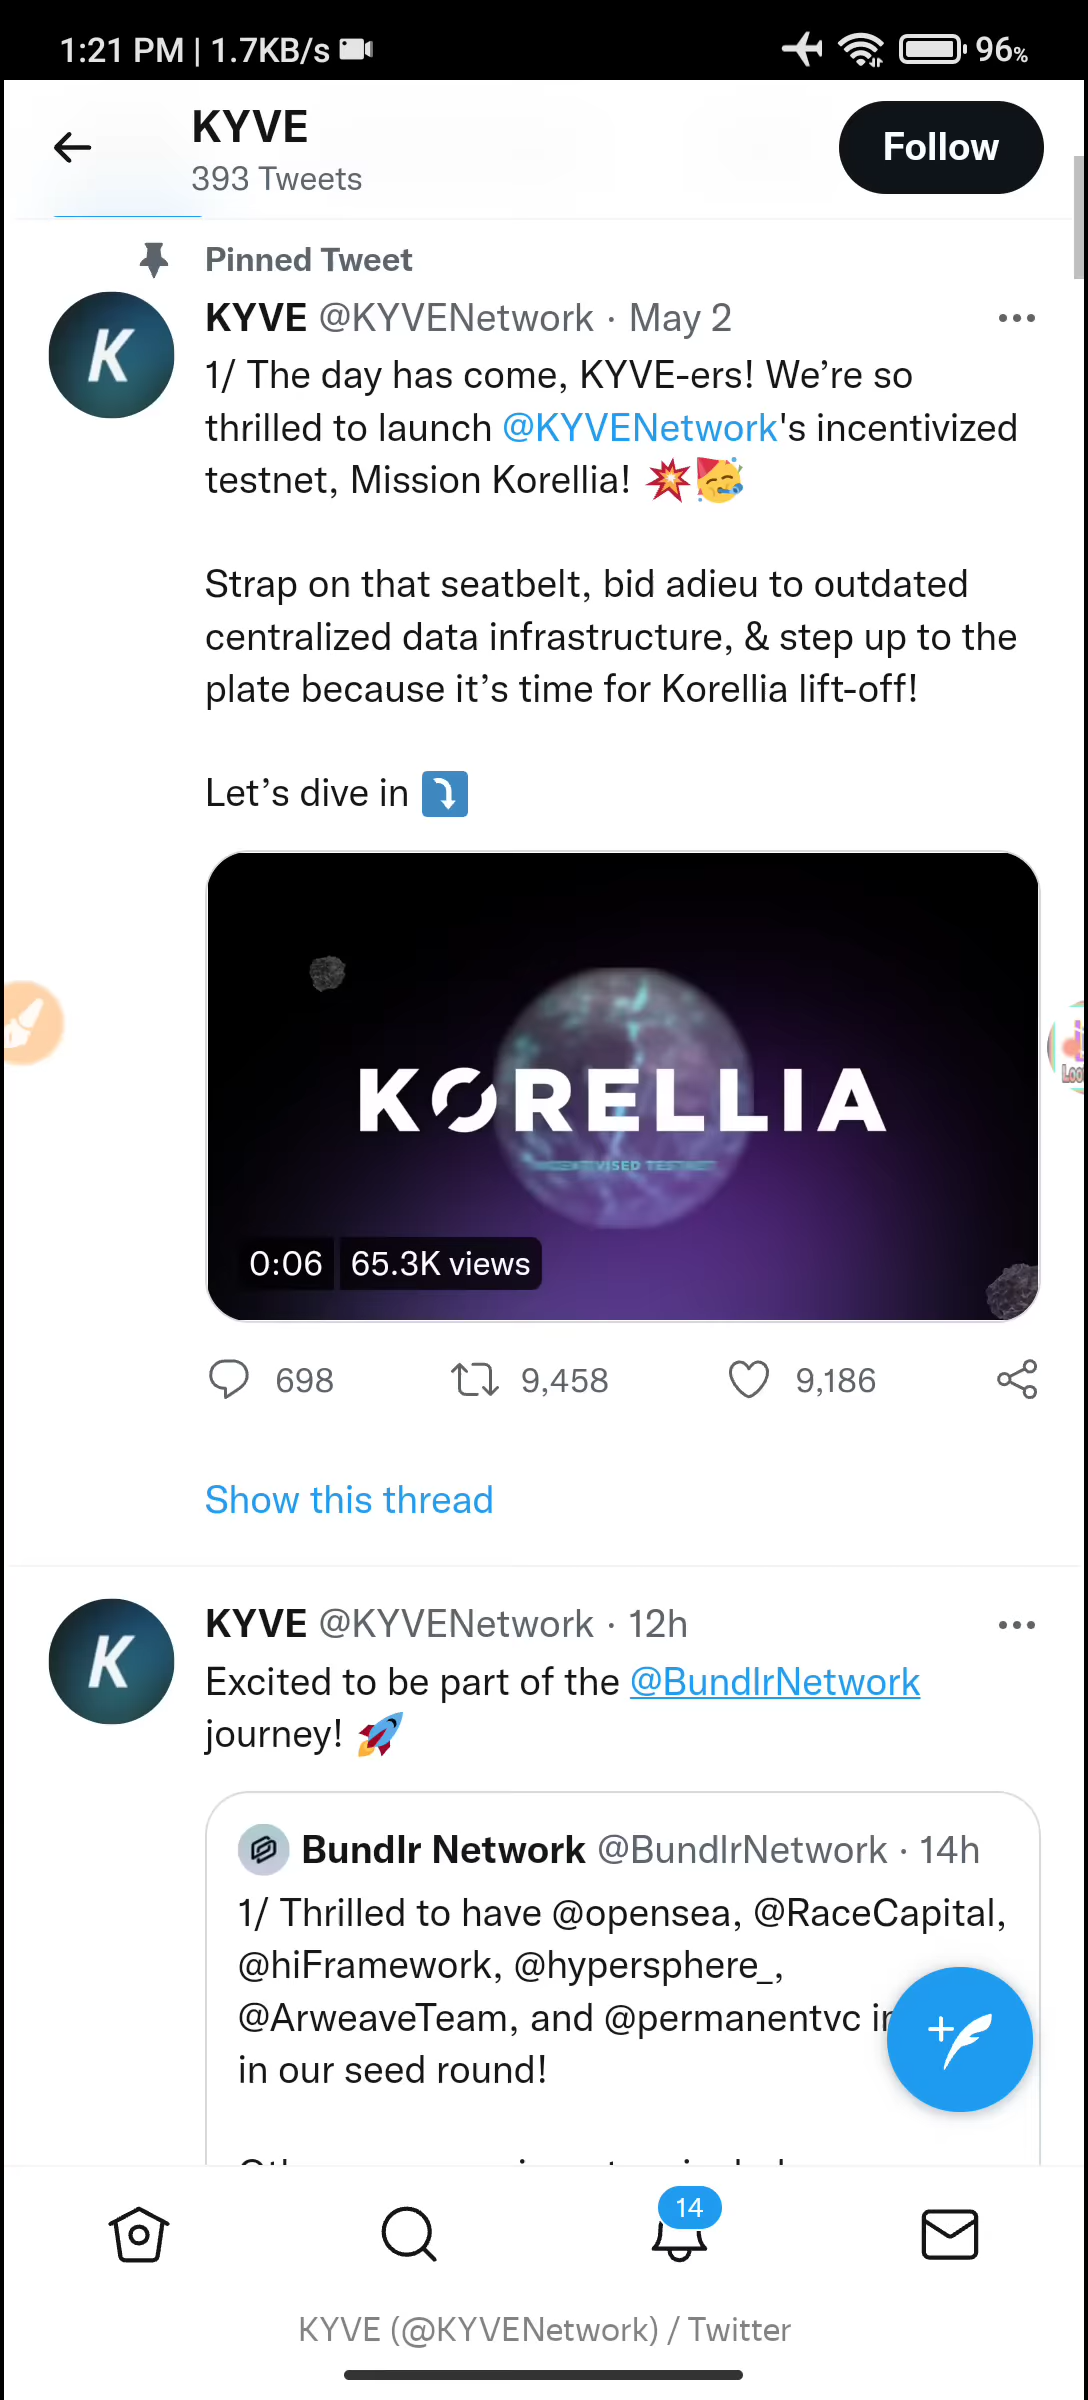 1:21 PM | 1.7KB/s
96%
KYVE
393 Tweets
Follow
Pinned Tweet
KYVE @KYVENetwork · May 2
1/ The day has come, KYVE-ers! We’re so
thrilled to launch @KYVENetwork's incentivized
testnet, Mission Korellia! 💥🥳
Strap on that seatbelt, bid adieu to outdated
centralized data infrastructure, & step up to the
plate because it’s time for Korellia lift-off!
Let’s dive in ⤵️
K
KORELLIA
0:06 65.3K views
698 9,458 9,186
Show this thread
KYVE @KYVENetwork · 12h
Excited to be part of the @BundlrNetwork
journey! 🚀
K
Bundlr Network @BundlrNetwork · 14h
1/ Thrilled to have @opensea, @RaceCapital,
@hiFramework, @hypersphere_,
@ArweaveTeam, and @permanentvc
in our seed round!
14
KYVE (@KYVENetwork) / Twitter